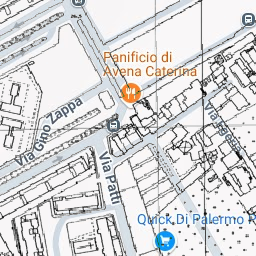 Panificio di
Avena Caterina
Via Gino Zappa
Via Patti
Quick Di Palermo